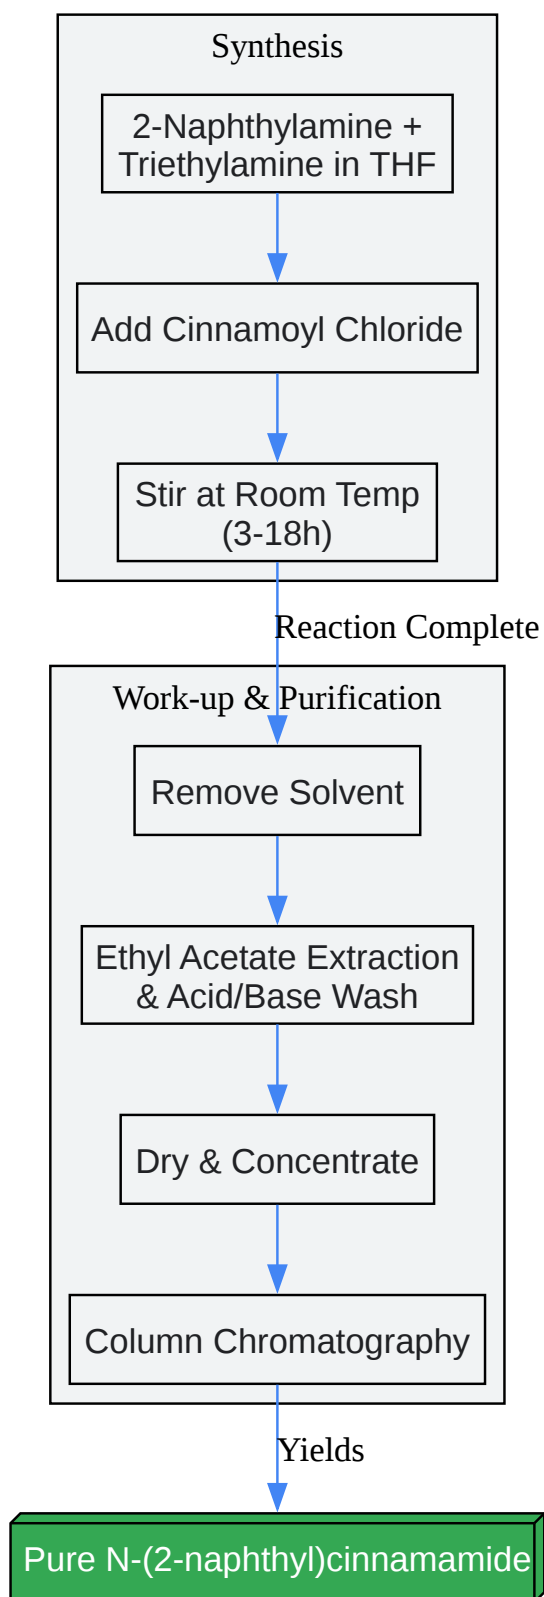 Synthesis
2-Naphthylamine +
Triethylamine in THF
Add Cinnamoyl Chloride
Stir at Room Temp
(3-18h)
Reaction Complete
Work-up & Purification
Remove Solvent
Ethyl Acetate Extraction
& Acid/Base Wash
Dry & Concentrate
Column Chromatography
Yields
Pure N-(2-naphthyl)cinnamamide